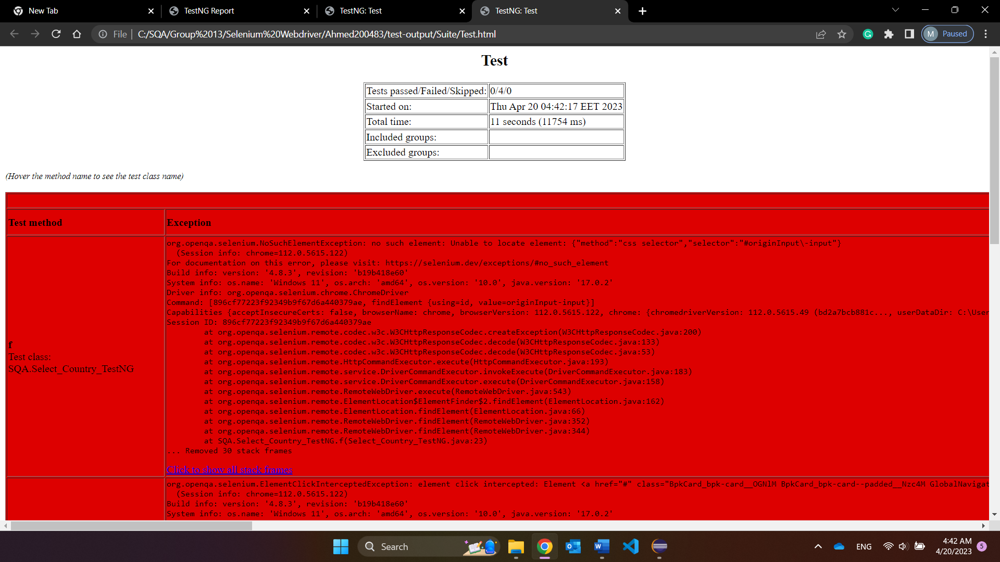 New Tab
TestNG Report
TestNG: Test
TestNG: Test
File
C:/SQA/Group%2013/Selenium%20Webdriver/Ahmed200483/test-output/Suite/Test.html
M
Paused
Test
Tests passed/Failed/Skipped: 0/4/0
Started on: Thu Apr 20 04:42:17 EET 2023
Total time: 11 seconds (11754 ms)
Included groups:
Excluded groups:
(Hover the method name to see the test class name)
Test method
Exception
f
Test class:
SQA.Select_Country_TestNG
org.openqa.selenium.NoSuchElementException: no such element: Unable to locate element: {"method":"css selector","selector":"#originInput\-input"}
(Session info: chrome=112.0.5615.122)
For documentation on this error, please visit: https://selenium.dev/exceptions/#no_such_element
Build info: version: '4.8.3', revision: 'b19b418e60'
System info: os.name: 'Windows 11', os.arch: 'amd64', os.version: '10.0', java.version: '17.0.2'
Driver info: org.openqa.selenium.chrome.ChromeDriver
Command: [896cf77223f92349b9f67d6a440379ae, findElement {using=id, value=originInput-input}]
Capabilities {acceptInsecureCerts: false, browserName: chrome, browserVersion: 112.0.5615.122, chrome: {chromedriverVersion: 112.0.5615.49 (bd2a7bcb881c..., userDataDir: C:\User
Session ID: 896cf77223f92349b9f67d6a440379ae
at org.openqa.selenium.remote.codec.w3c.W3CHttpResponseCodec.createException(W3CHttpResponseCodec.java:200)
at org.openqa.selenium.remote.codec.w3c.W3CHttpResponseCodec.decode(W3CHttpResponseCodec.java:133)
at org.openqa.selenium.remote.codec.w3c.W3CHttpResponseCodec.decode(W3CHttpResponseCodec.java:53)
at org.openqa.selenium.remote.HttpCommandExecutor.execute(HttpCommandExecutor.java:193)
at org.openqa.selenium.remote.service.DriverCommandExecutor.invokeExecute(DriverCommandExecutor.java:183)
at org.openqa.selenium.remote.service.DriverCommandExecutor.execute(DriverCommandExecutor.java:158)
at org.openqa.selenium.remote.RemoteWebDriver.execute(RemoteWebDriver.java:543)
at org.openqa.selenium.remote.ElementLocation$ElementFinder$2.findElement(ElementLocation.java:162)
at org.openqa.selenium.remote.ElementLocation.findElement(ElementLocation.java:66)
at org.openqa.selenium.remote.RemoteWebDriver.findElement(RemoteWebDriver.java:352)
at org.openqa.selenium.remote.RemoteWebDriver.findElement(RemoteWebDriver.java:344)
at SQA.Select_Country_TestNG.f(Select_Country_TestNG.java:23)
... Removed 30 stack frames
Click to show all stack frames
org.openqa.selenium.ElementClickInterceptedException: element click intercepted: Element <a href="#" class="BpkCard_bpk-card__OGNlM BpkCard_bpk-card--padded__Nzc4M GlobalNavigat
(Session info: chrome=112.0.5615.122)
Build info: version: '4.8.3', revision: 'b19b418e60'
System info: os.name: 'Windows 11', os.arch: 'amd64', os.version: '10.0', java.version: '17.0.2'
Search
ENG
4:42 AM
4/20/2023
5